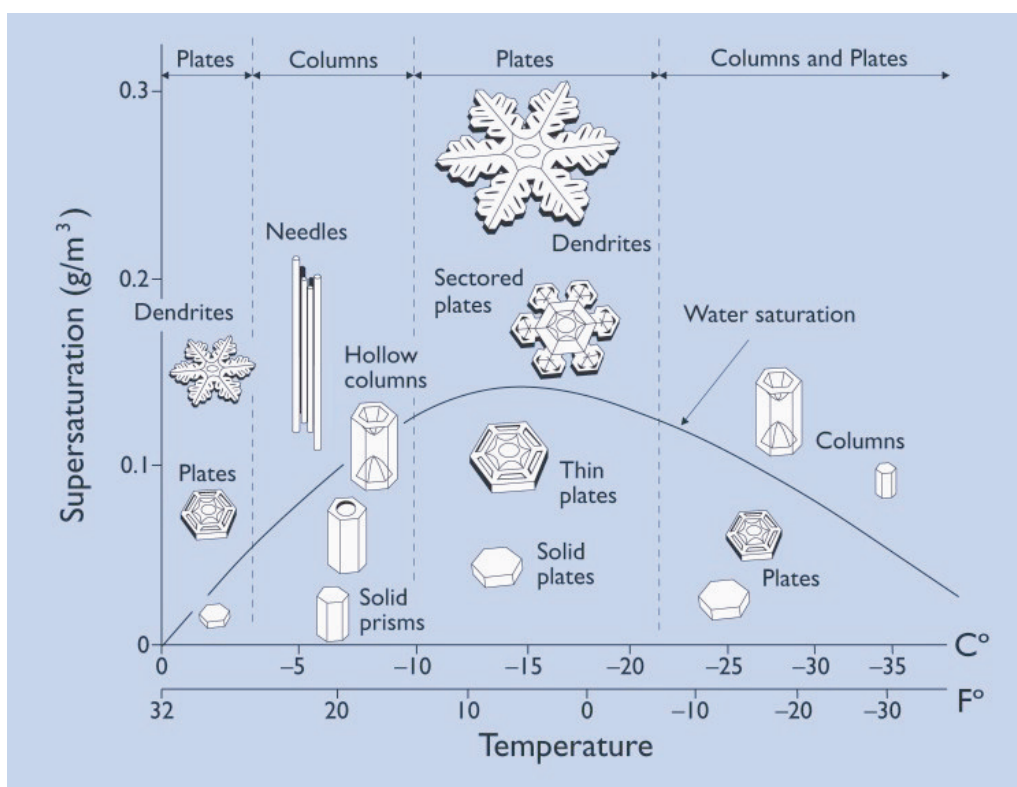 Plates
Columns
Plates
Columns and Plates
0.3
Needles
Dendrites
Sectored
plates
0.2
Dendrites
Water saturation
Hollow
columns
Columns
0.1
Plates
Thin
plates
Solid
plates
Plates
Solid
prisms
Supersaturation (g/m³)
0
0
–5
–10
–15
–20
–25
–30
–35
C°
32
20
10
0
–10
–20
–30
F°
Temperature